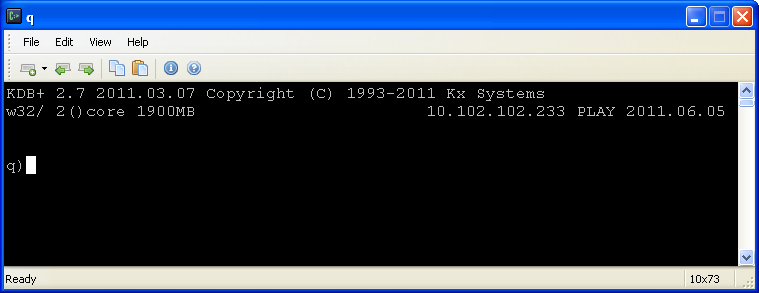 q
File Edit View Help
KDB+ 2.7 2011.03.07 Copyright (C) 1993-2011 Kx Systems
w32/ 2()core 1900MB 10.102.102.233 PLAY 2011.06.05
q)
Ready 10x73